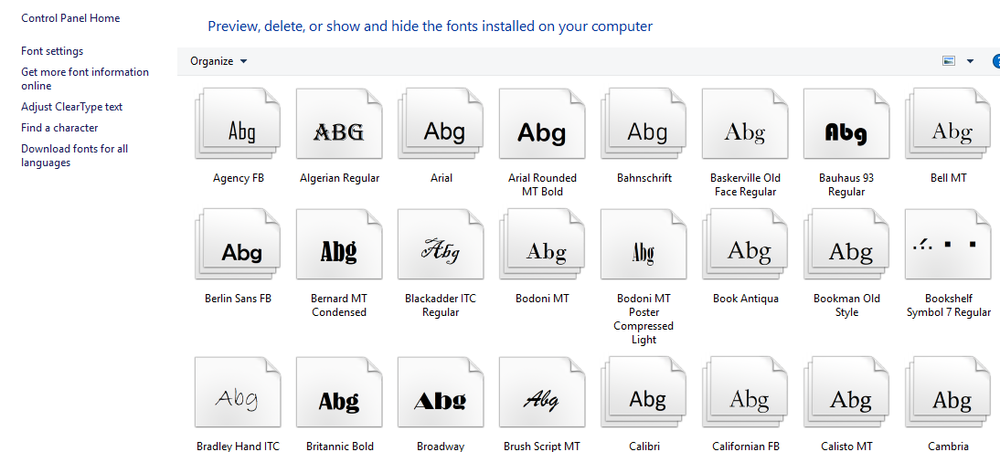 Control Panel Home
Font settings
Get more font information
online
Adjust ClearType text
Find a character
Download fonts for all
languages
Preview, delete, or show and hide the fonts installed on your computer
Organize
Abg ABG Abg Abg Abg Abg Abg Abg
Agency FB Algerian Regular Arial Arial Rounded Bahnschrift Baskerville Old Bauhaus 93 Bell MT
MT Bold Face Regular Regular
Abg Abg Abg Abg Abg Abg Abg
Berlin Sans FB Bernard MT Blackadder ITC Bodoni MT Bodoni MT Book Antiqua Bookman Old Bookshelf
Condensed Regular Poster Style Symbol 7 Regular
Compressed
Light
Abg Abg Abg Abg Abg Abg Abg Abg
Bradley Hand ITC Britannic Bold Broadway Brush Script MT Calibri Californian FB Calisto MT Cambria